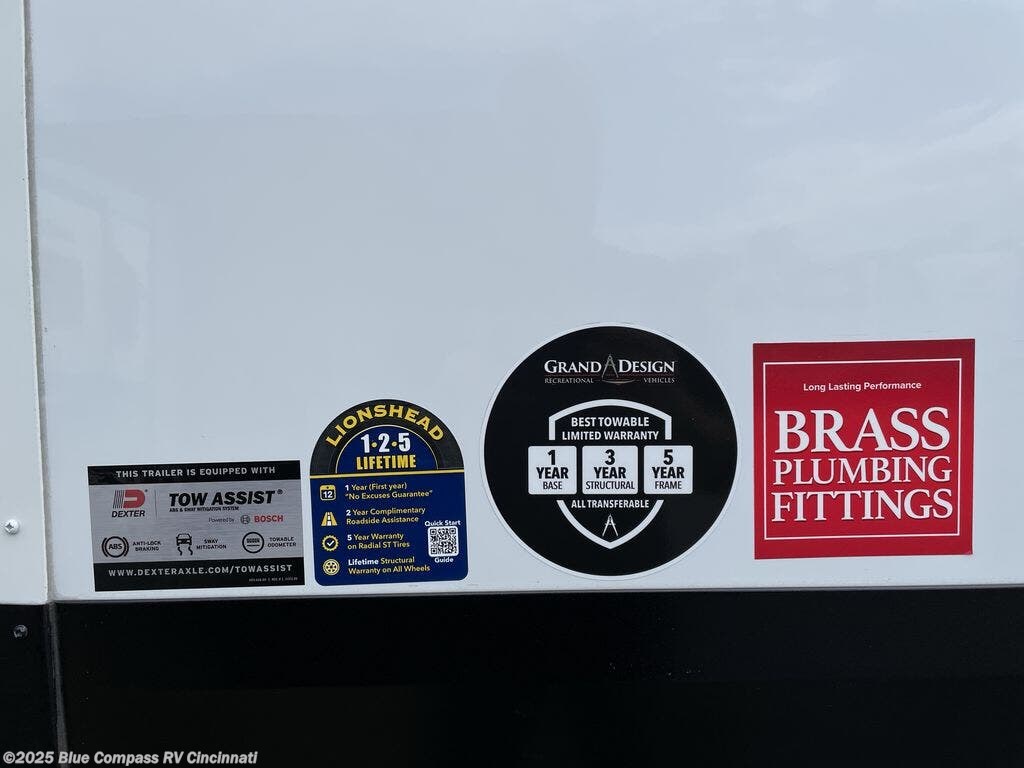 THIS TRAILER IS EQUIPPED WITH
DEXTER
TOW ASSIST®
ABS & SWAY MITIGATION SYSTEM
Powered by BOSCH
ABS
ANTI-LOCK
BRAKING
SWAY
MITIGATION
TOWABLE
ODOMETER
WWW.DEXTERAXLE.COM/TOWASSIST
LIONSHEAD
1·2·5
LIFETIME
12
1 Year (First year)
"No Excuses Guarantee"
2 Year Complimentary
Roadside Assistance
5 Year Warranty
on Radial ST Tires
Lifetime Structural
Warranty on All Wheels
Quick Start
Guide
GRAND DESIGN
RECREATIONAL VEHICLES
BEST TOWABLE
LIMITED WARRANTY
1
YEAR
BASE
3
YEAR
STRUCTURAL
5
YEAR
FRAME
ALL TRANSFERABLE
Long Lasting Performance
BRASS
PLUMBING
FITTINGS
©2025 Blue Compass RV Cincinnati